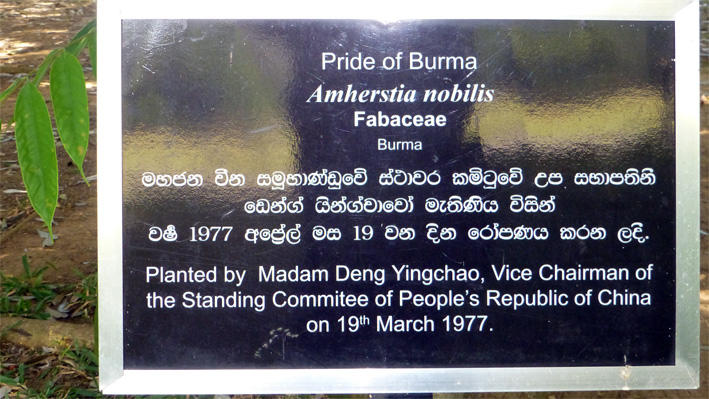 Pride of Burma
Amherstia nobilis
Fabaceae
Burma
මහජන චීන සමූහාණ්ඩුවේ ස්ථාවර කමිටුවේ උප සභාපතිනි
ඩෙන්ග් යින්ග්චාවෝ මැතිණිය විසින්
වර්ෂ 1977 අප්‍රේල් මස 19 වන දින රෝපණය කරන ලදී.
Planted by Madam Deng Yingchao, Vice Chairman of
the Standing Commitee of People's Republic of China
on 19th March 1977.